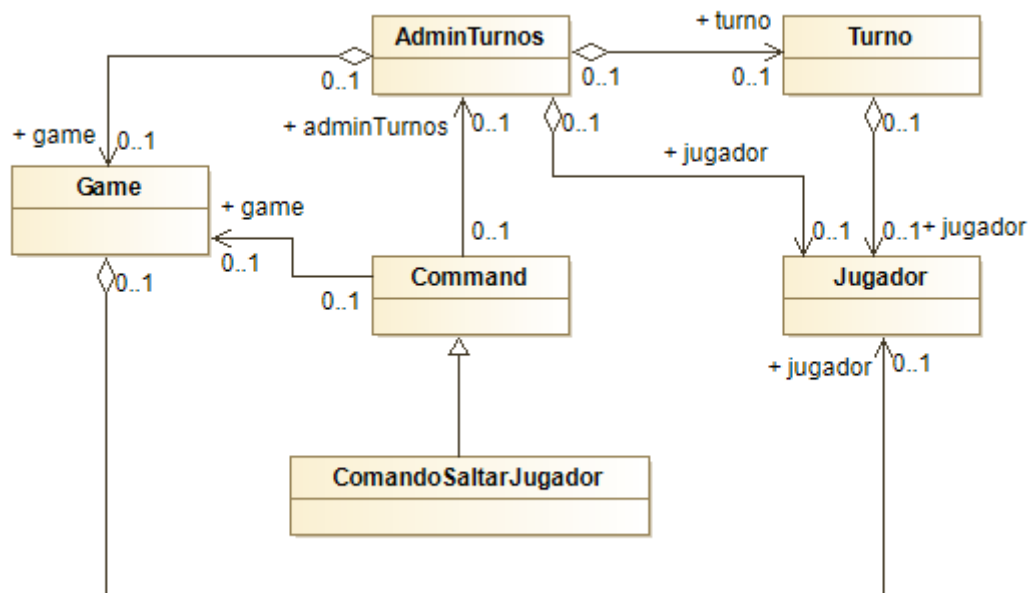 AdminTurnos
+ turno
Turno
0..1
0..1
0..1
+ adminTurnos
0..1
0..1
0..1
+ game
0..1
+ jugador
Game
+ game
0..1
0..1
0..1
+ jugador
0..1
0..1
0..1
Command
Jugador
+ jugador
0..1
ComandoSaltarJugador